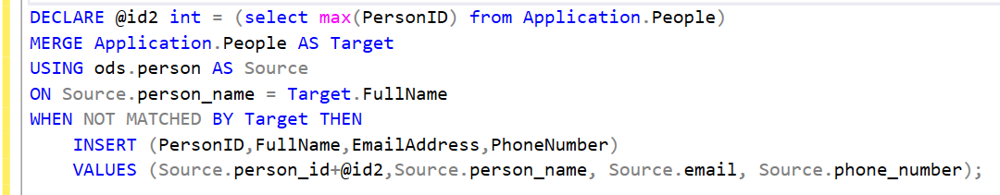 DECLARE @id2 int = (select max(PersonID) from Application.People)
MERGE Application.People AS Target
USING ods.person AS Source
ON Source.person_name = Target.FullName
WHEN NOT MATCHED BY Target THEN
    INSERT (PersonID,FullName,EmailAddress,PhoneNumber)
    VALUES (Source.person_id+@id2,Source.person_name, Source.email, Source.phone_number);